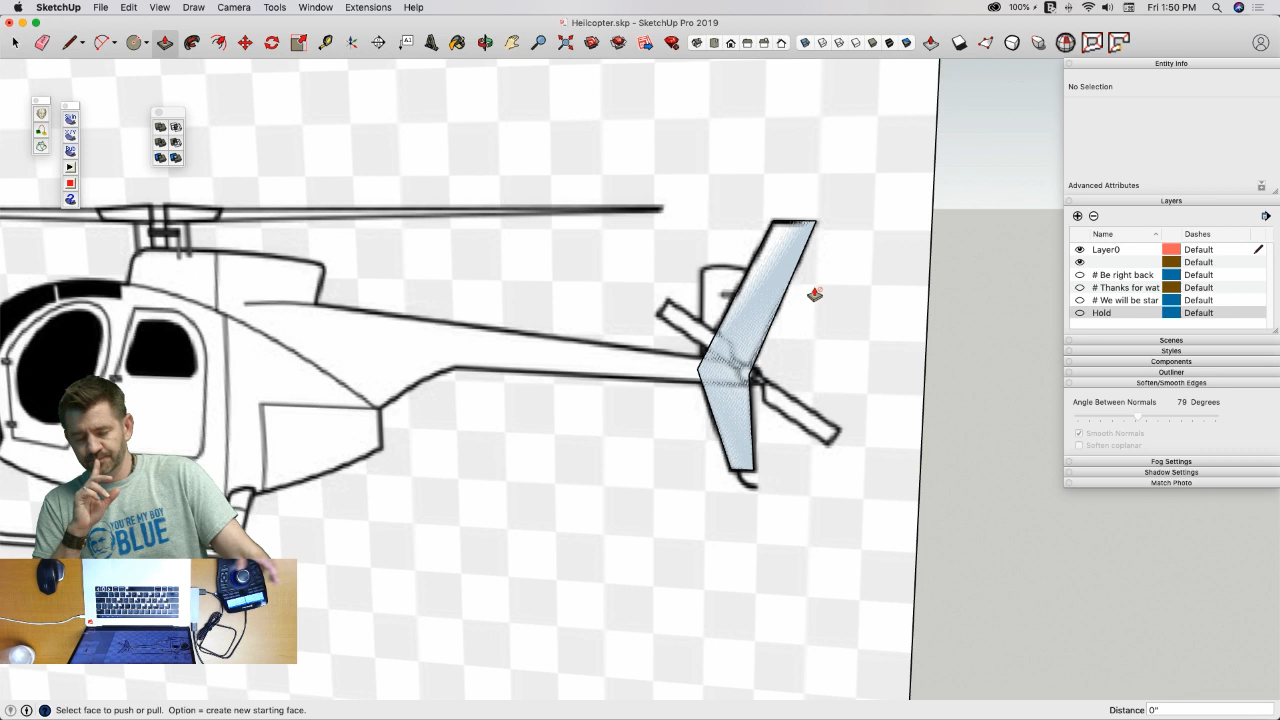 SketchUp File Edit View Draw Camera Tools Window Extensions Help
100% Fri 1:50 PM
Heilcopter.skp - SketchUp Pro 2019
Entity Info
No Selection
Advanced Attributes
Layers
Name Dashes
Layer0 Default
Default
# Be right back Default
# Thanks for wat Default
# We will be star Default
Hold Default
Scenes
Styles
Components
Outliner
Soften/Smooth Edges
Angle Between Normals 79 Degrees
Smooth Normals
Soften coplanar
Fog Settings
Shadow Settings
Match Photo
YOU'RE MY BOY
BLUE
Select face to push or pull. Option = create new starting face.
Distance 0"